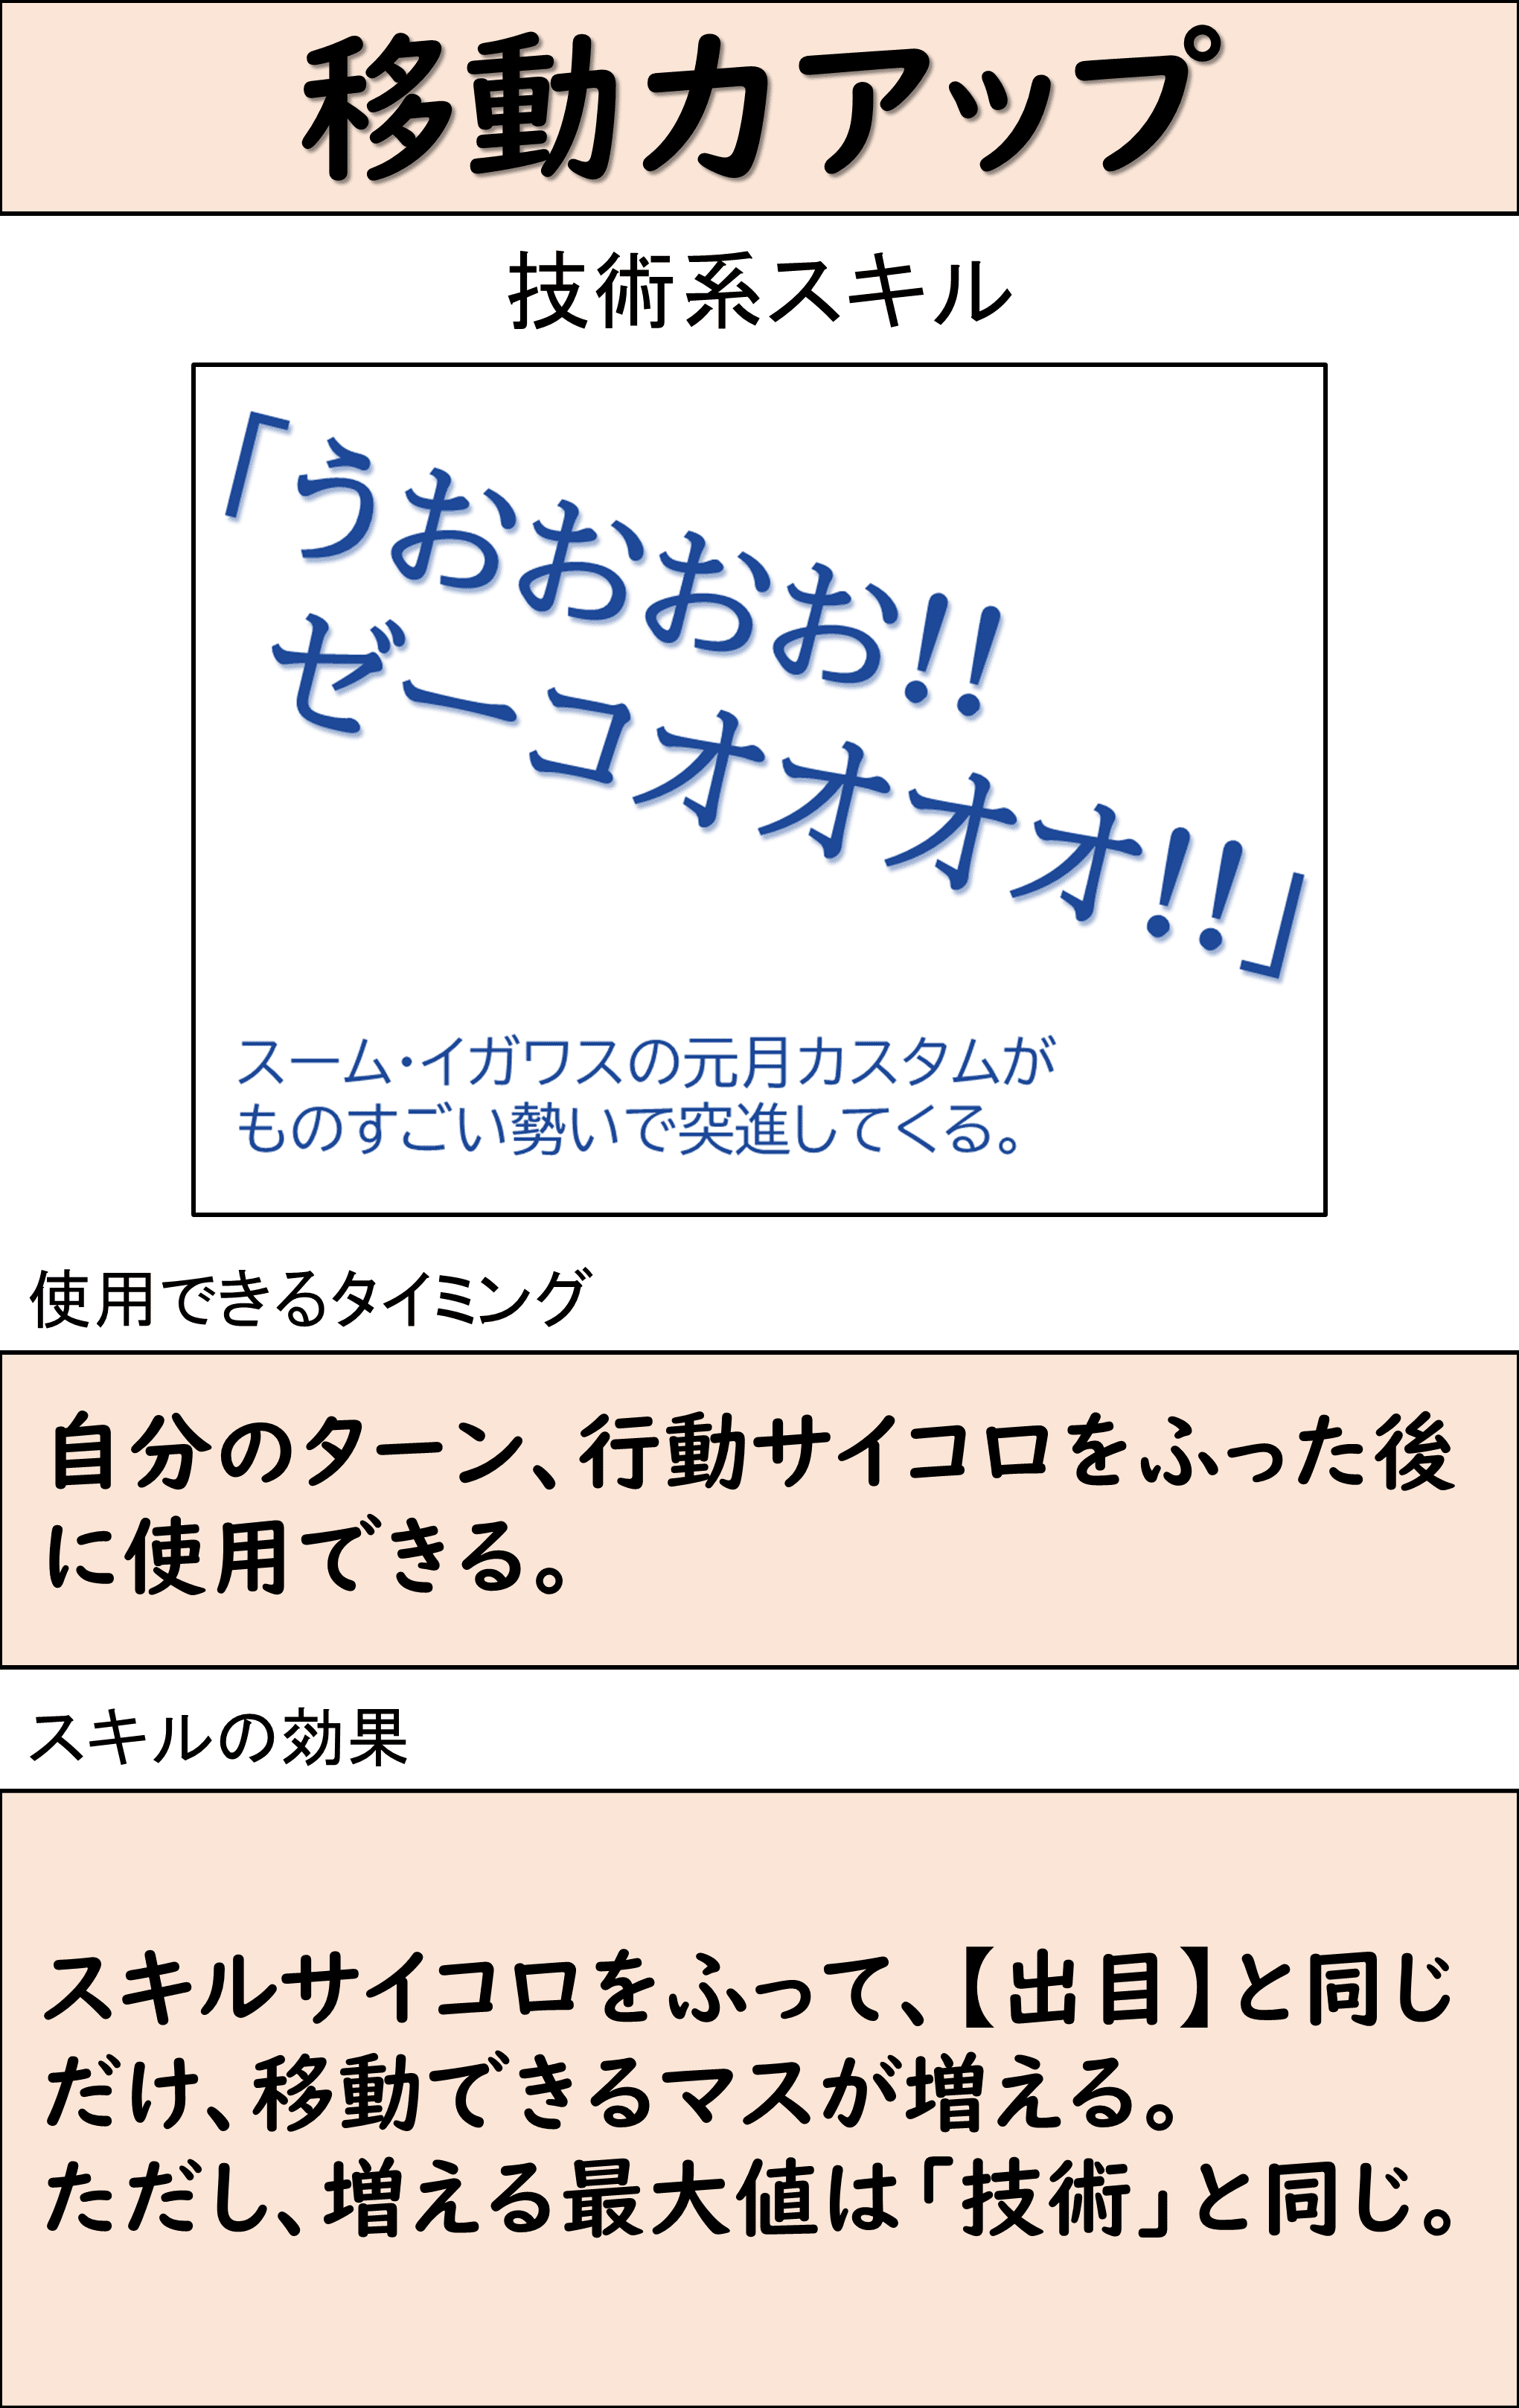 移動力アップ
技術系スキル
「うおおおお!!
ゼーコオオオオ!!」
スーム・イガワスの元月カスタムが
ものすごい勢いで突進してくる。
使用できるタイミング
自分のターン、行動サイコロをふった後
に使用できる。
スキルの効果
スキルサイコロをふって、【出目】と同じ
だけ、移動できるマスが増える。
ただし、増える最大値は「技術」と同じ。